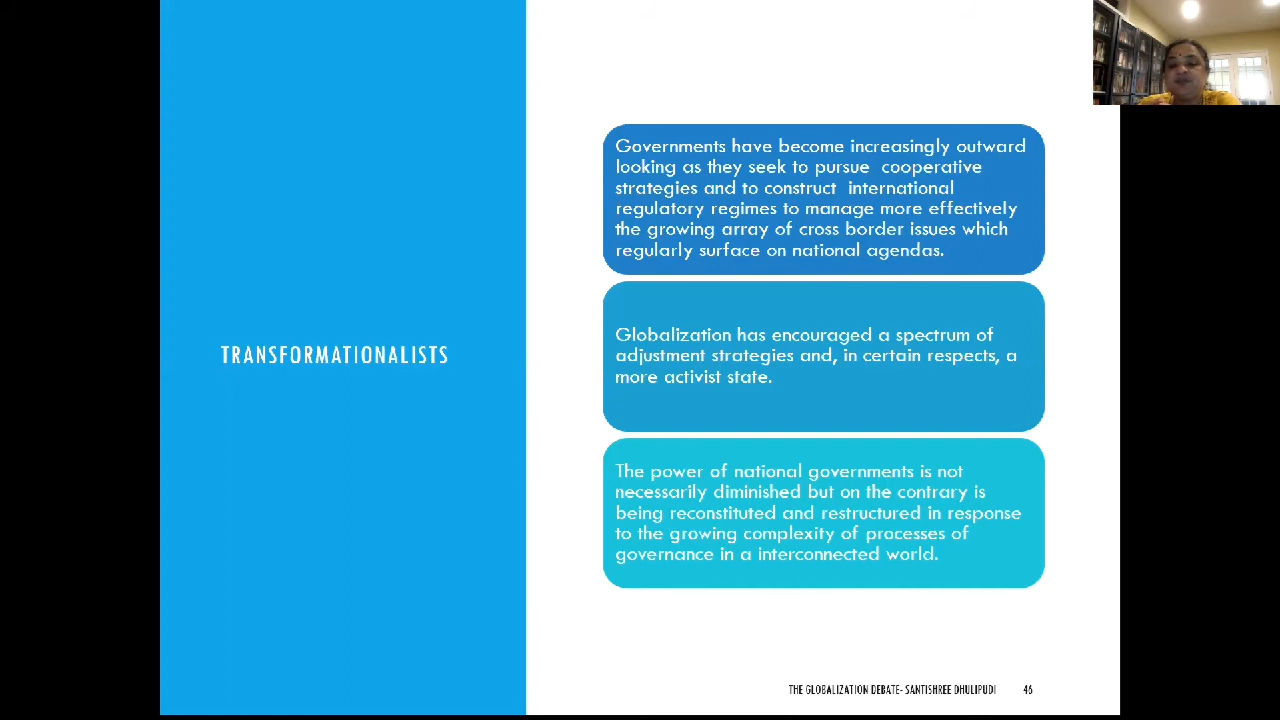 TRANSFORMATIONALISTS
Governments have become increasingly outward
looking as they seek to pursue cooperative
strategies and to construct international
regulatory regimes to manage more effectively
the growing array of cross border issues which
regularly surface on national agendas.
Globalization has encouraged a spectrum of
adjustment strategies and, in certain respects, a
more activist state.
The power of national governments is not
necessarily diminished but on the contrary is
being reconstituted and restructured in response
to the growing complexity of processes of
governance in a interconnected world.
THE GLOBALIZATION DEBATE- SANTISHREE DHULIPUDI 46